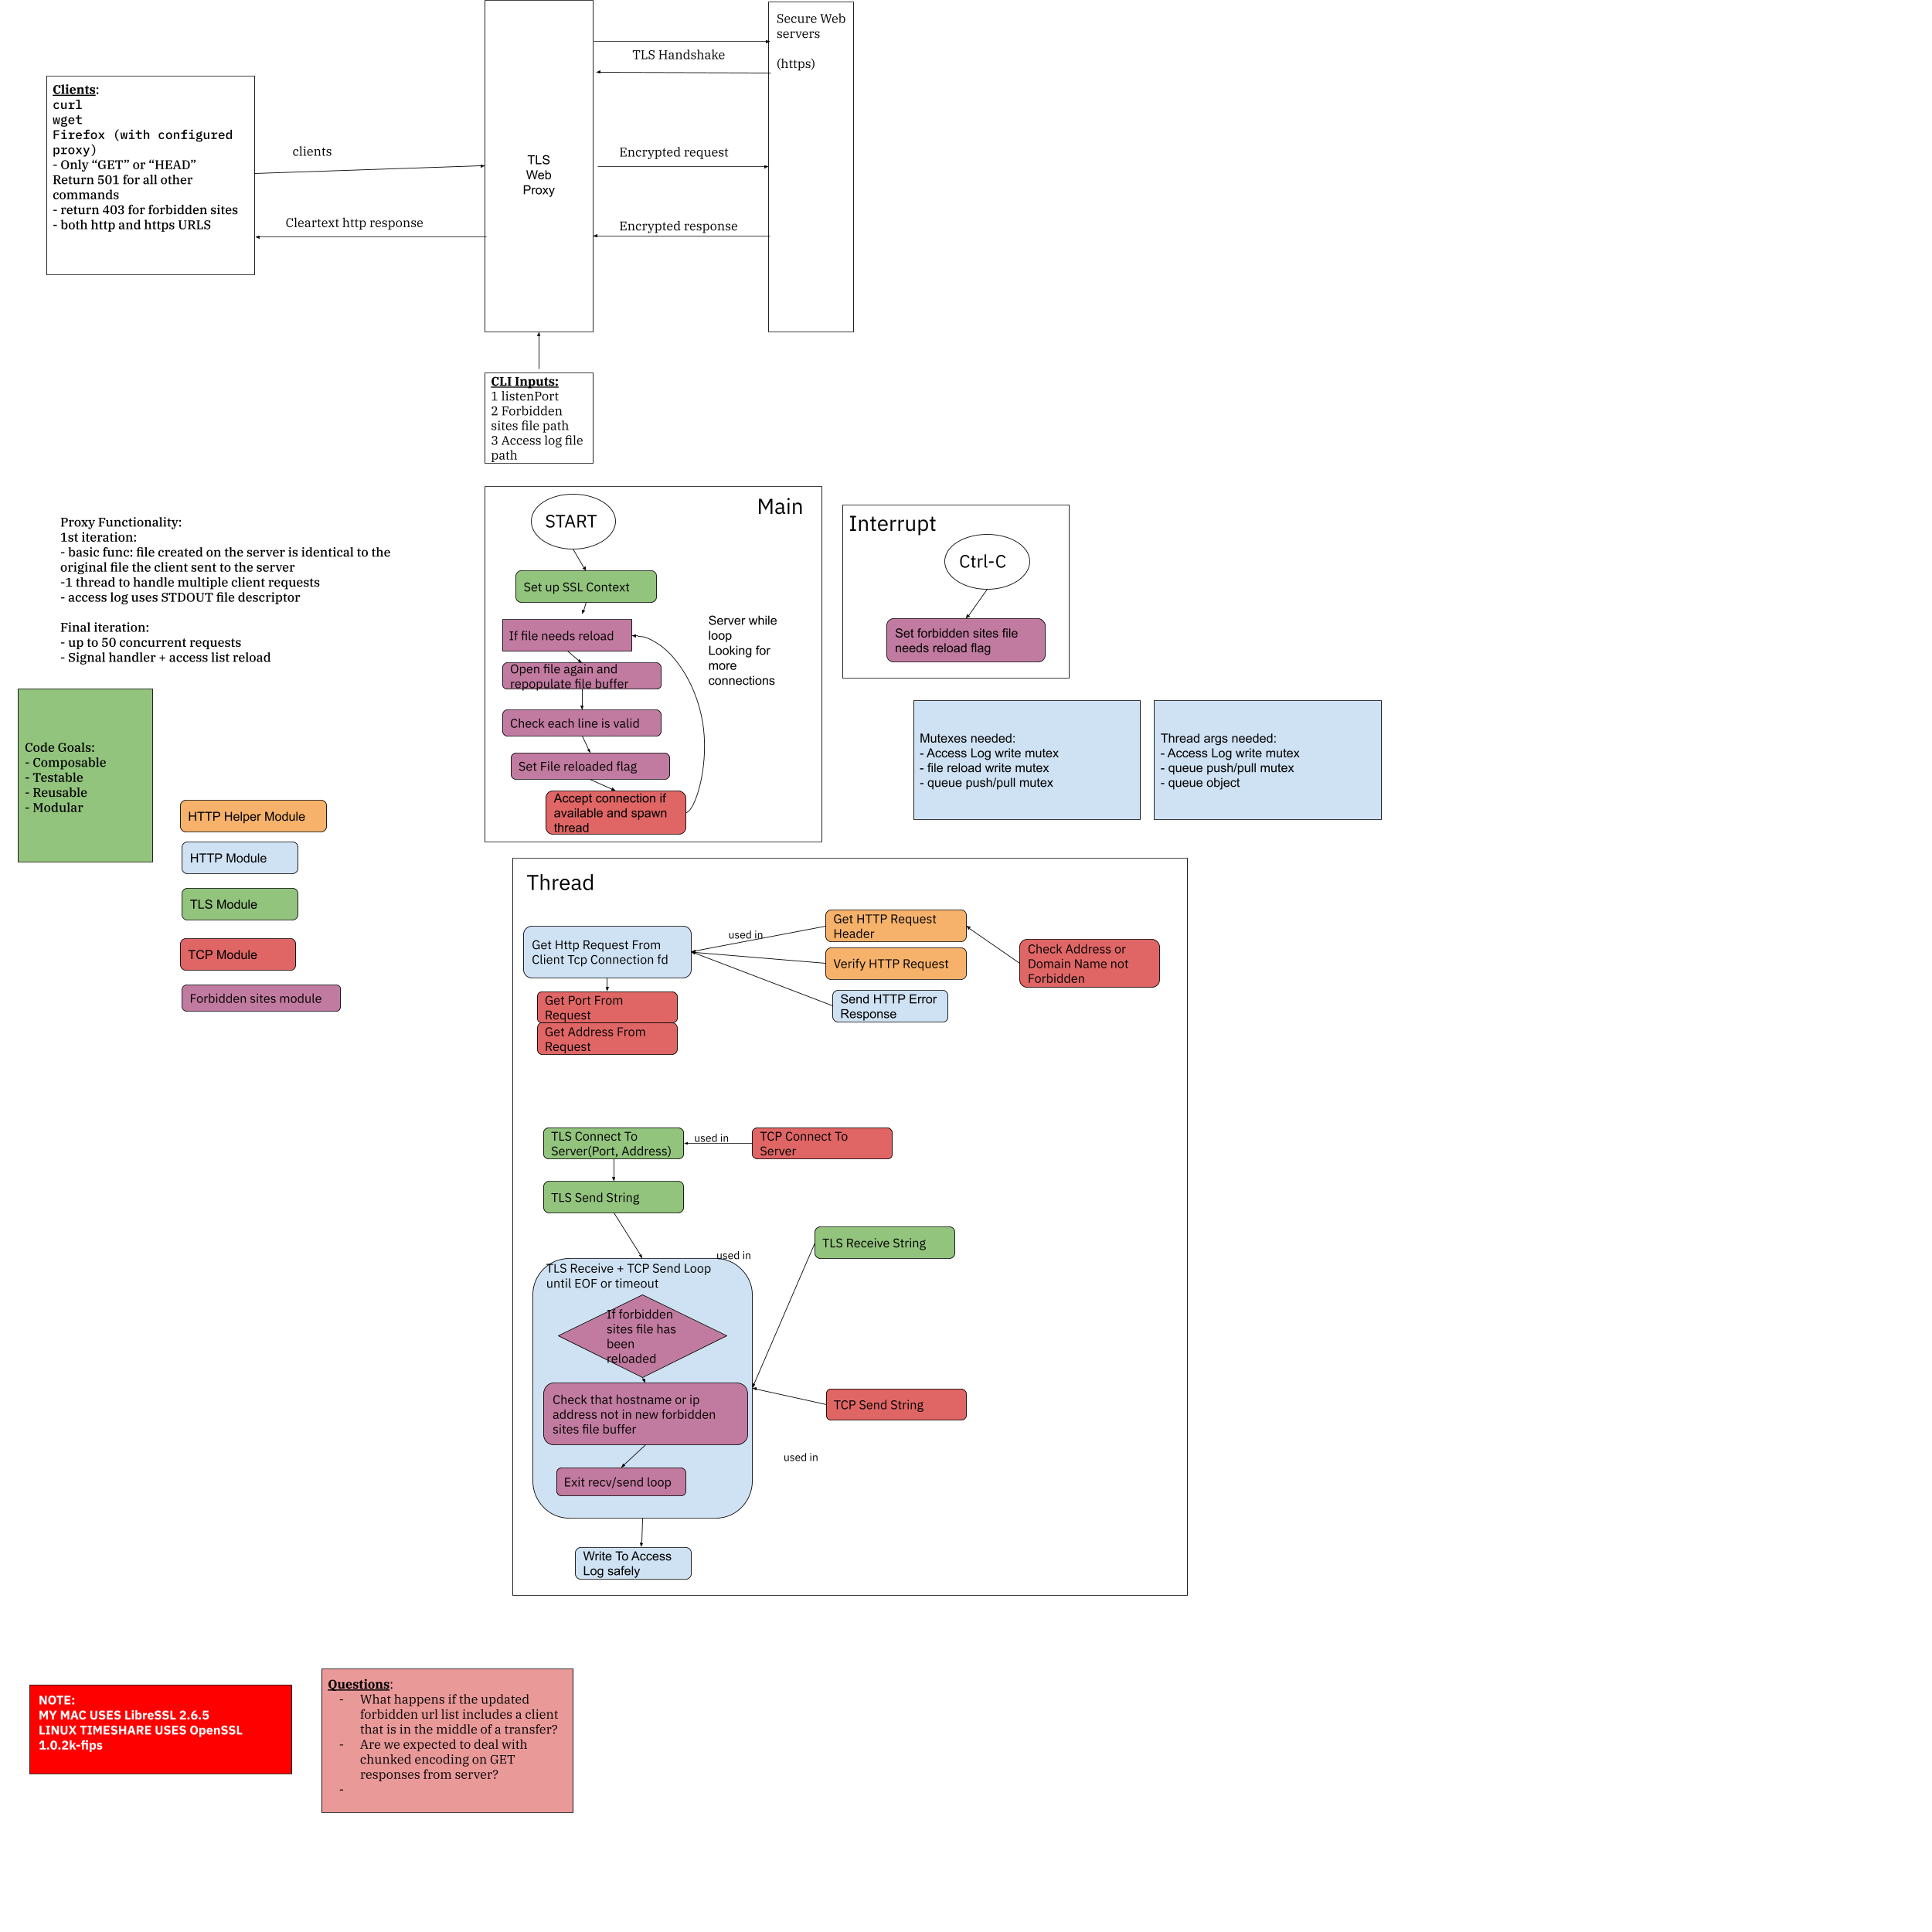 Secure Web
servers
(https)
TLS Handshake
Clients:
curl
wget
Firefox (with configured
proxy)
- Only “GET” or “HEAD”
Return 501 for all other
commands
- return 403 for forbidden sites
- both http and https URLS
clients
Cleartext http response
TLS
Web
Proxy
Encrypted request
Encrypted response
CLI Inputs:
1 listenPort
2 Forbidden
sites file path
3 Access log file
path
Proxy Functionality:
1st iteration:
- basic func: file created on the server is identical to the
original file the client sent to the server
-1 thread to handle multiple client requests
- access log uses STDOUT file descriptor
Final iteration:
- up to 50 concurrent requests
- Signal handler + access list reload
Main
START
Set up SSL Context
If file needs reload
Open file again and
repopulate file buffer
Check each line is valid
Set File reloaded flag
Accept connection if
available and spawn
thread
Server while
loop
Looking for
more
connections
Interrupt
Ctrl-C
Set forbidden sites file
needs reload flag
Mutexes needed:
- Access Log write mutex
- file reload write mutex
- queue push/pull mutex
Thread args needed:
- Access Log write mutex
- queue push/pull mutex
- queue object
Code Goals:
- Composable
- Testable
- Reusable
- Modular
HTTP Helper Module
HTTP Module
TLS Module
TCP Module
Forbidden sites module
Thread
Get Http Request From
Client Tcp Connection fd
used in
Get HTTP Request
Header
Verify HTTP Request
Send HTTP Error
Response
Check Address or
Domain Name not
Forbidden
Get Port From
Request
Get Address From
Request
TLS Connect To
Server(Port, Address)
used in
TCP Connect To
Server
TLS Send String
TLS Receive String
used in
TLS Receive + TCP Send Loop
until EOF or timeout
If forbidden
sites file has
been
reloaded
Check that hostname or ip
address not in new forbidden
sites file buffer
TCP Send String
used in
Exit recv/send loop
Write To Access
Log safely
NOTE:
MY MAC USES LibreSSL 2.6.5
LINUX TIMESHARE USES OpenSSL
1.0.2k-fips
Questions:
- What happens if the updated
forbidden url list includes a client
that is in the middle of a transfer?
- Are we expected to deal with
chunked encoding on GET
responses from server?
-